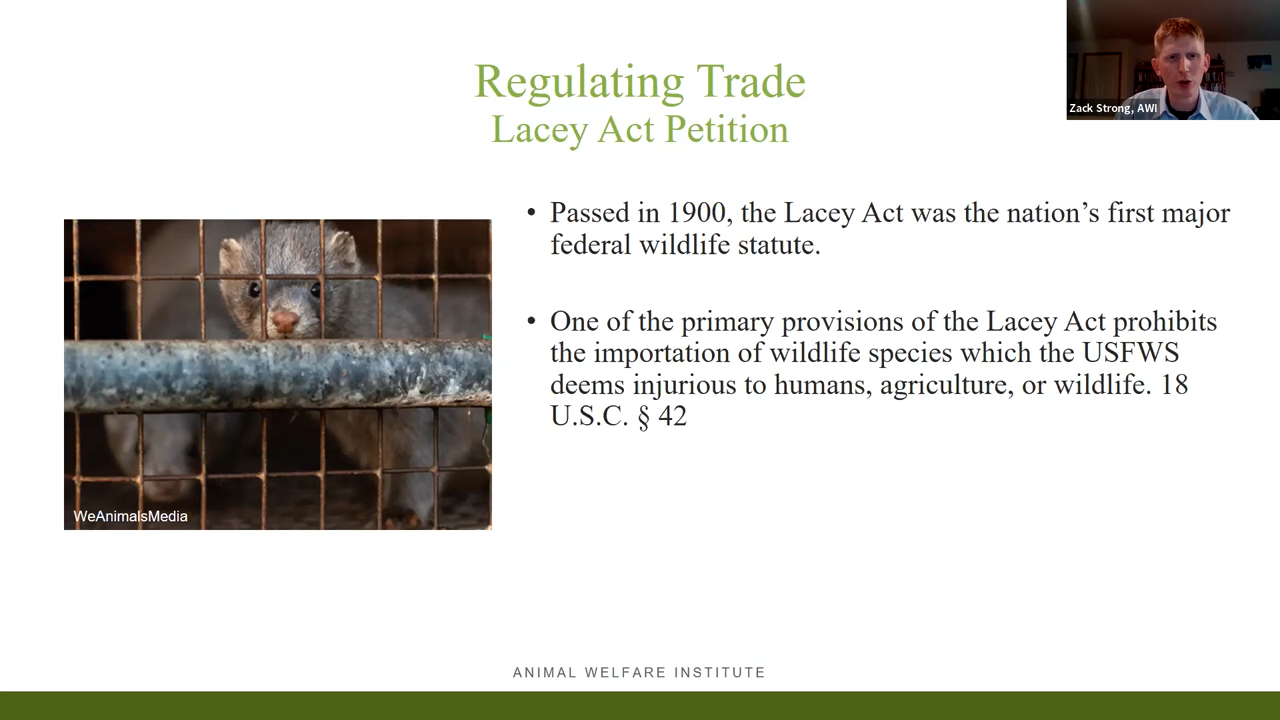 Regulating Trade
Lacey Act Petition
Zack Strong, AWI
• Passed in 1900, the Lacey Act was the nation’s first major
federal wildlife statute.
• One of the primary provisions of the Lacey Act prohibits
the importation of wildlife species which the USFWS
deems injurious to humans, agriculture, or wildlife. 18
U.S.C. § 42
WeAnimalsMedia
ANIMAL WELFARE INSTITUTE